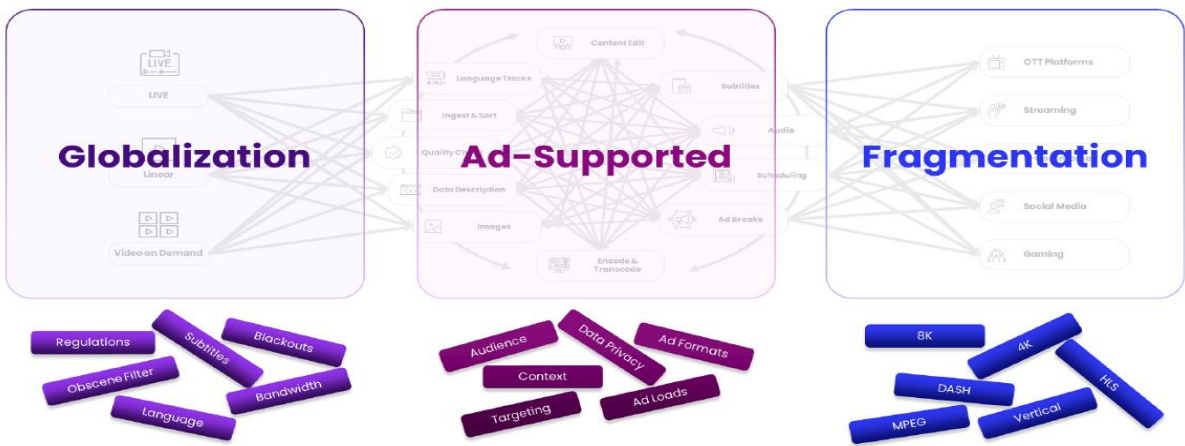 LIVE
LIVE
Linear
Video on Demand
Globalization
Content Edit
Language Tracks
Subtitles
Ingest & Sort
Audio
Quality Ch
Ad-Supported
Scheduling
Data Description
Images
Ad Breaks
Encode &
Transcode
OTT Platforms
Streaming
Fragmentation
Social Media
Gaming
Regulations
Subtitles
Blackouts
Obscene Filter
Bandwidth
Language
Audience
Data Privacy
Ad Formats
Context
Targeting
Ad Loads
8K
4K
HLS
DASH
MPEG
Vertical